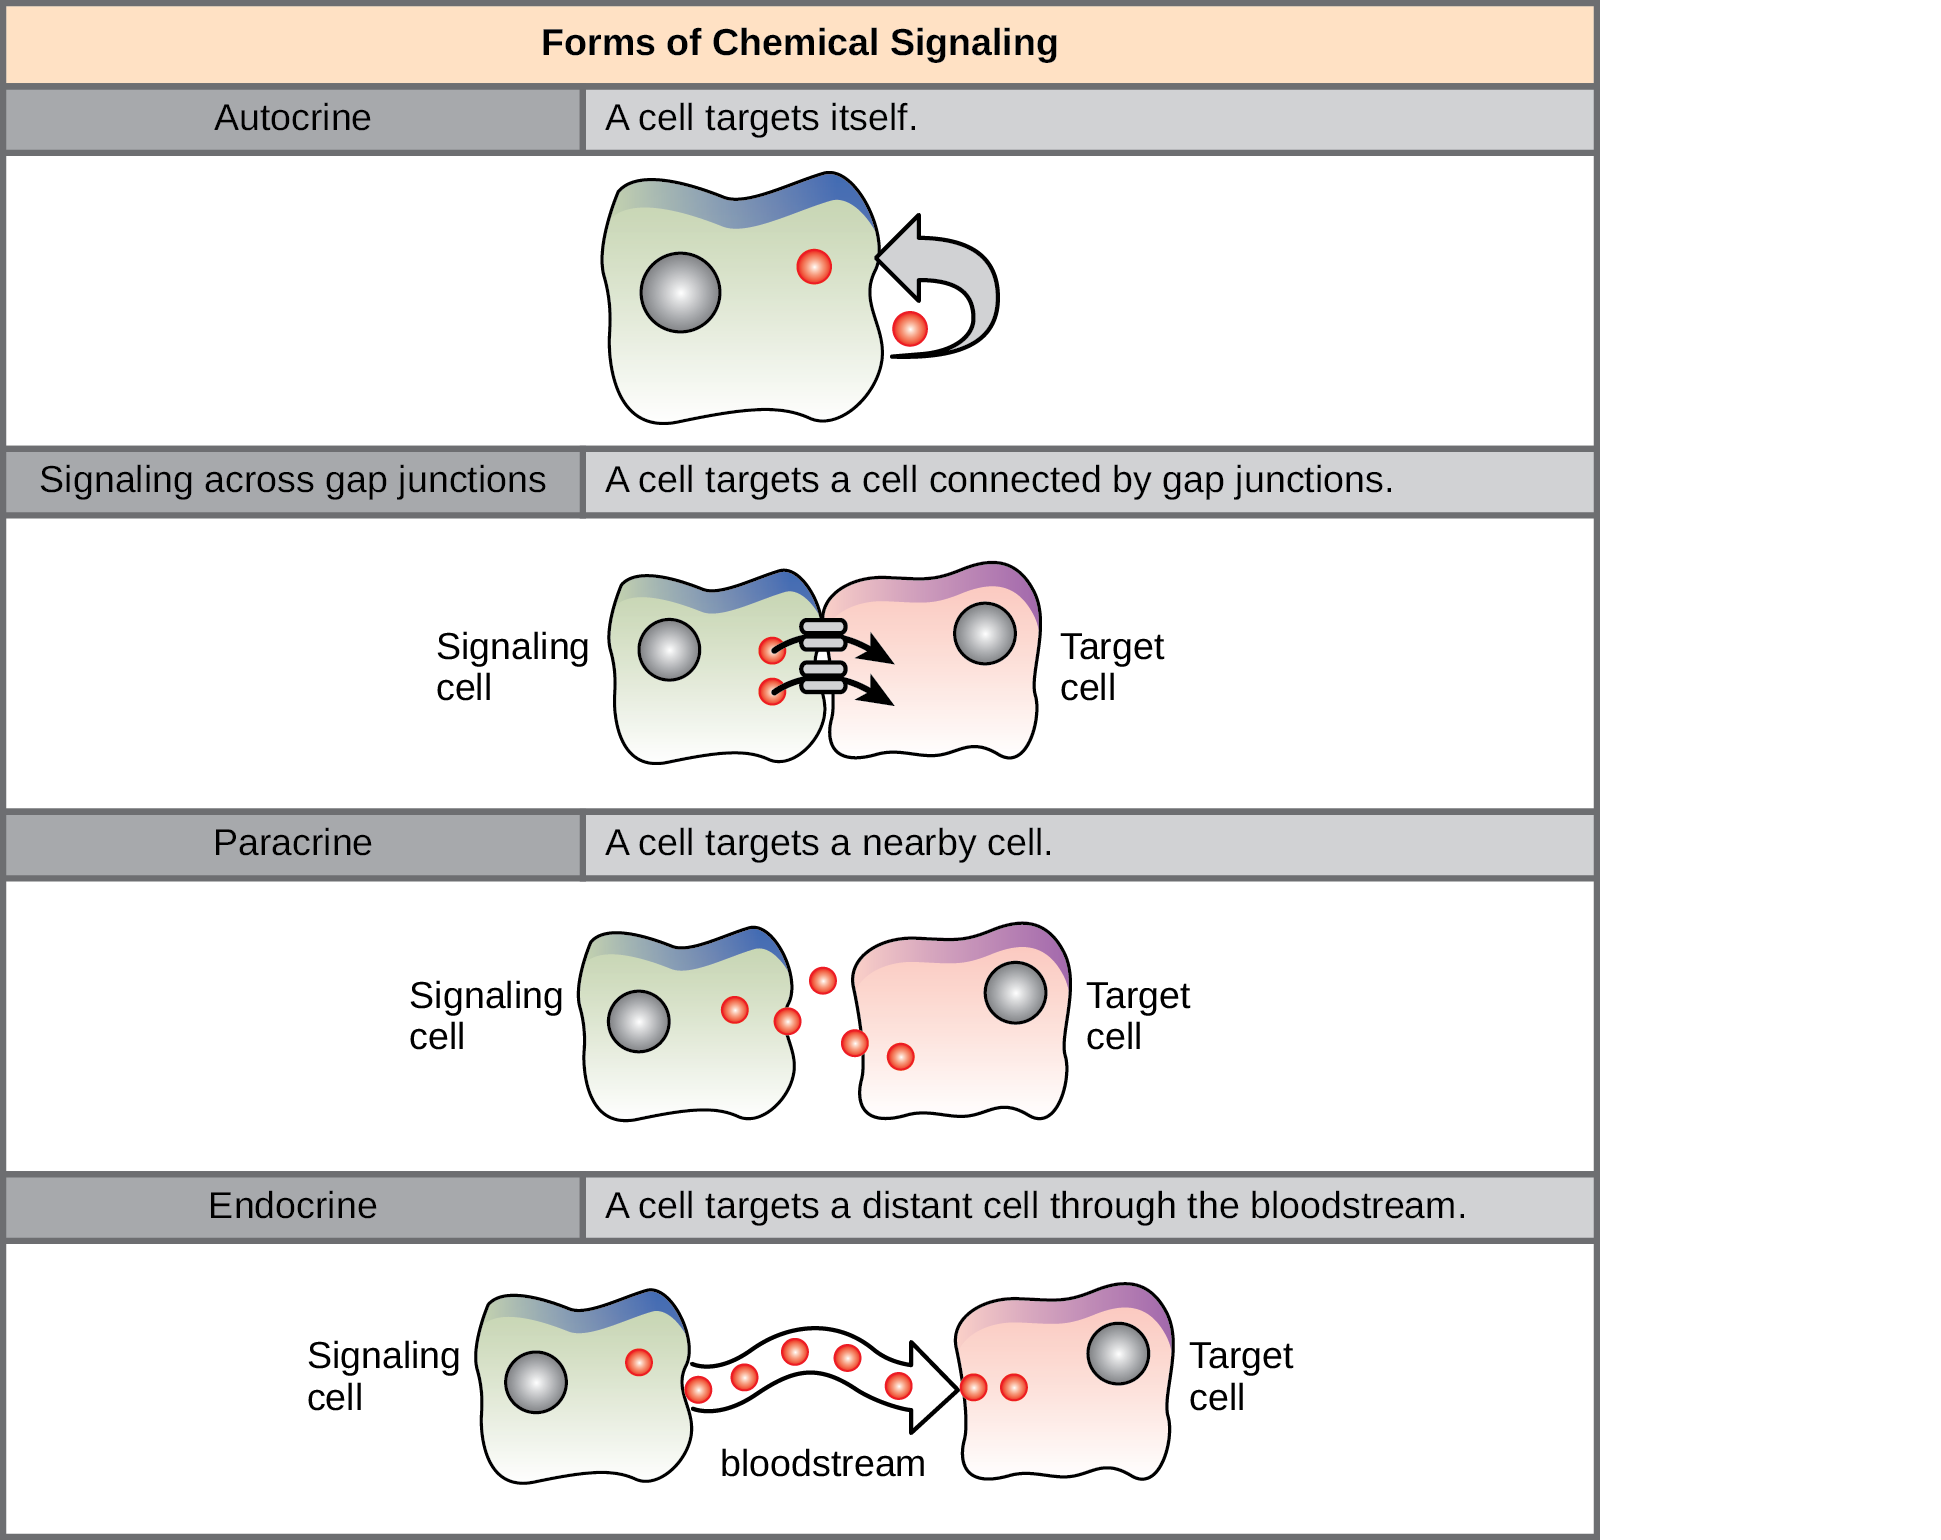 Forms of Chemical Signaling
Autocrine
A cell targets itself.
Signaling across gap junctions
A cell targets a cell connected by gap junctions.
Signaling
cell
Target
cell
Paracrine
A cell targets a nearby cell.
Signaling
cell
Target
cell
Endocrine
A cell targets a distant cell through the bloodstream.
Signaling
cell
Target
cell
bloodstream